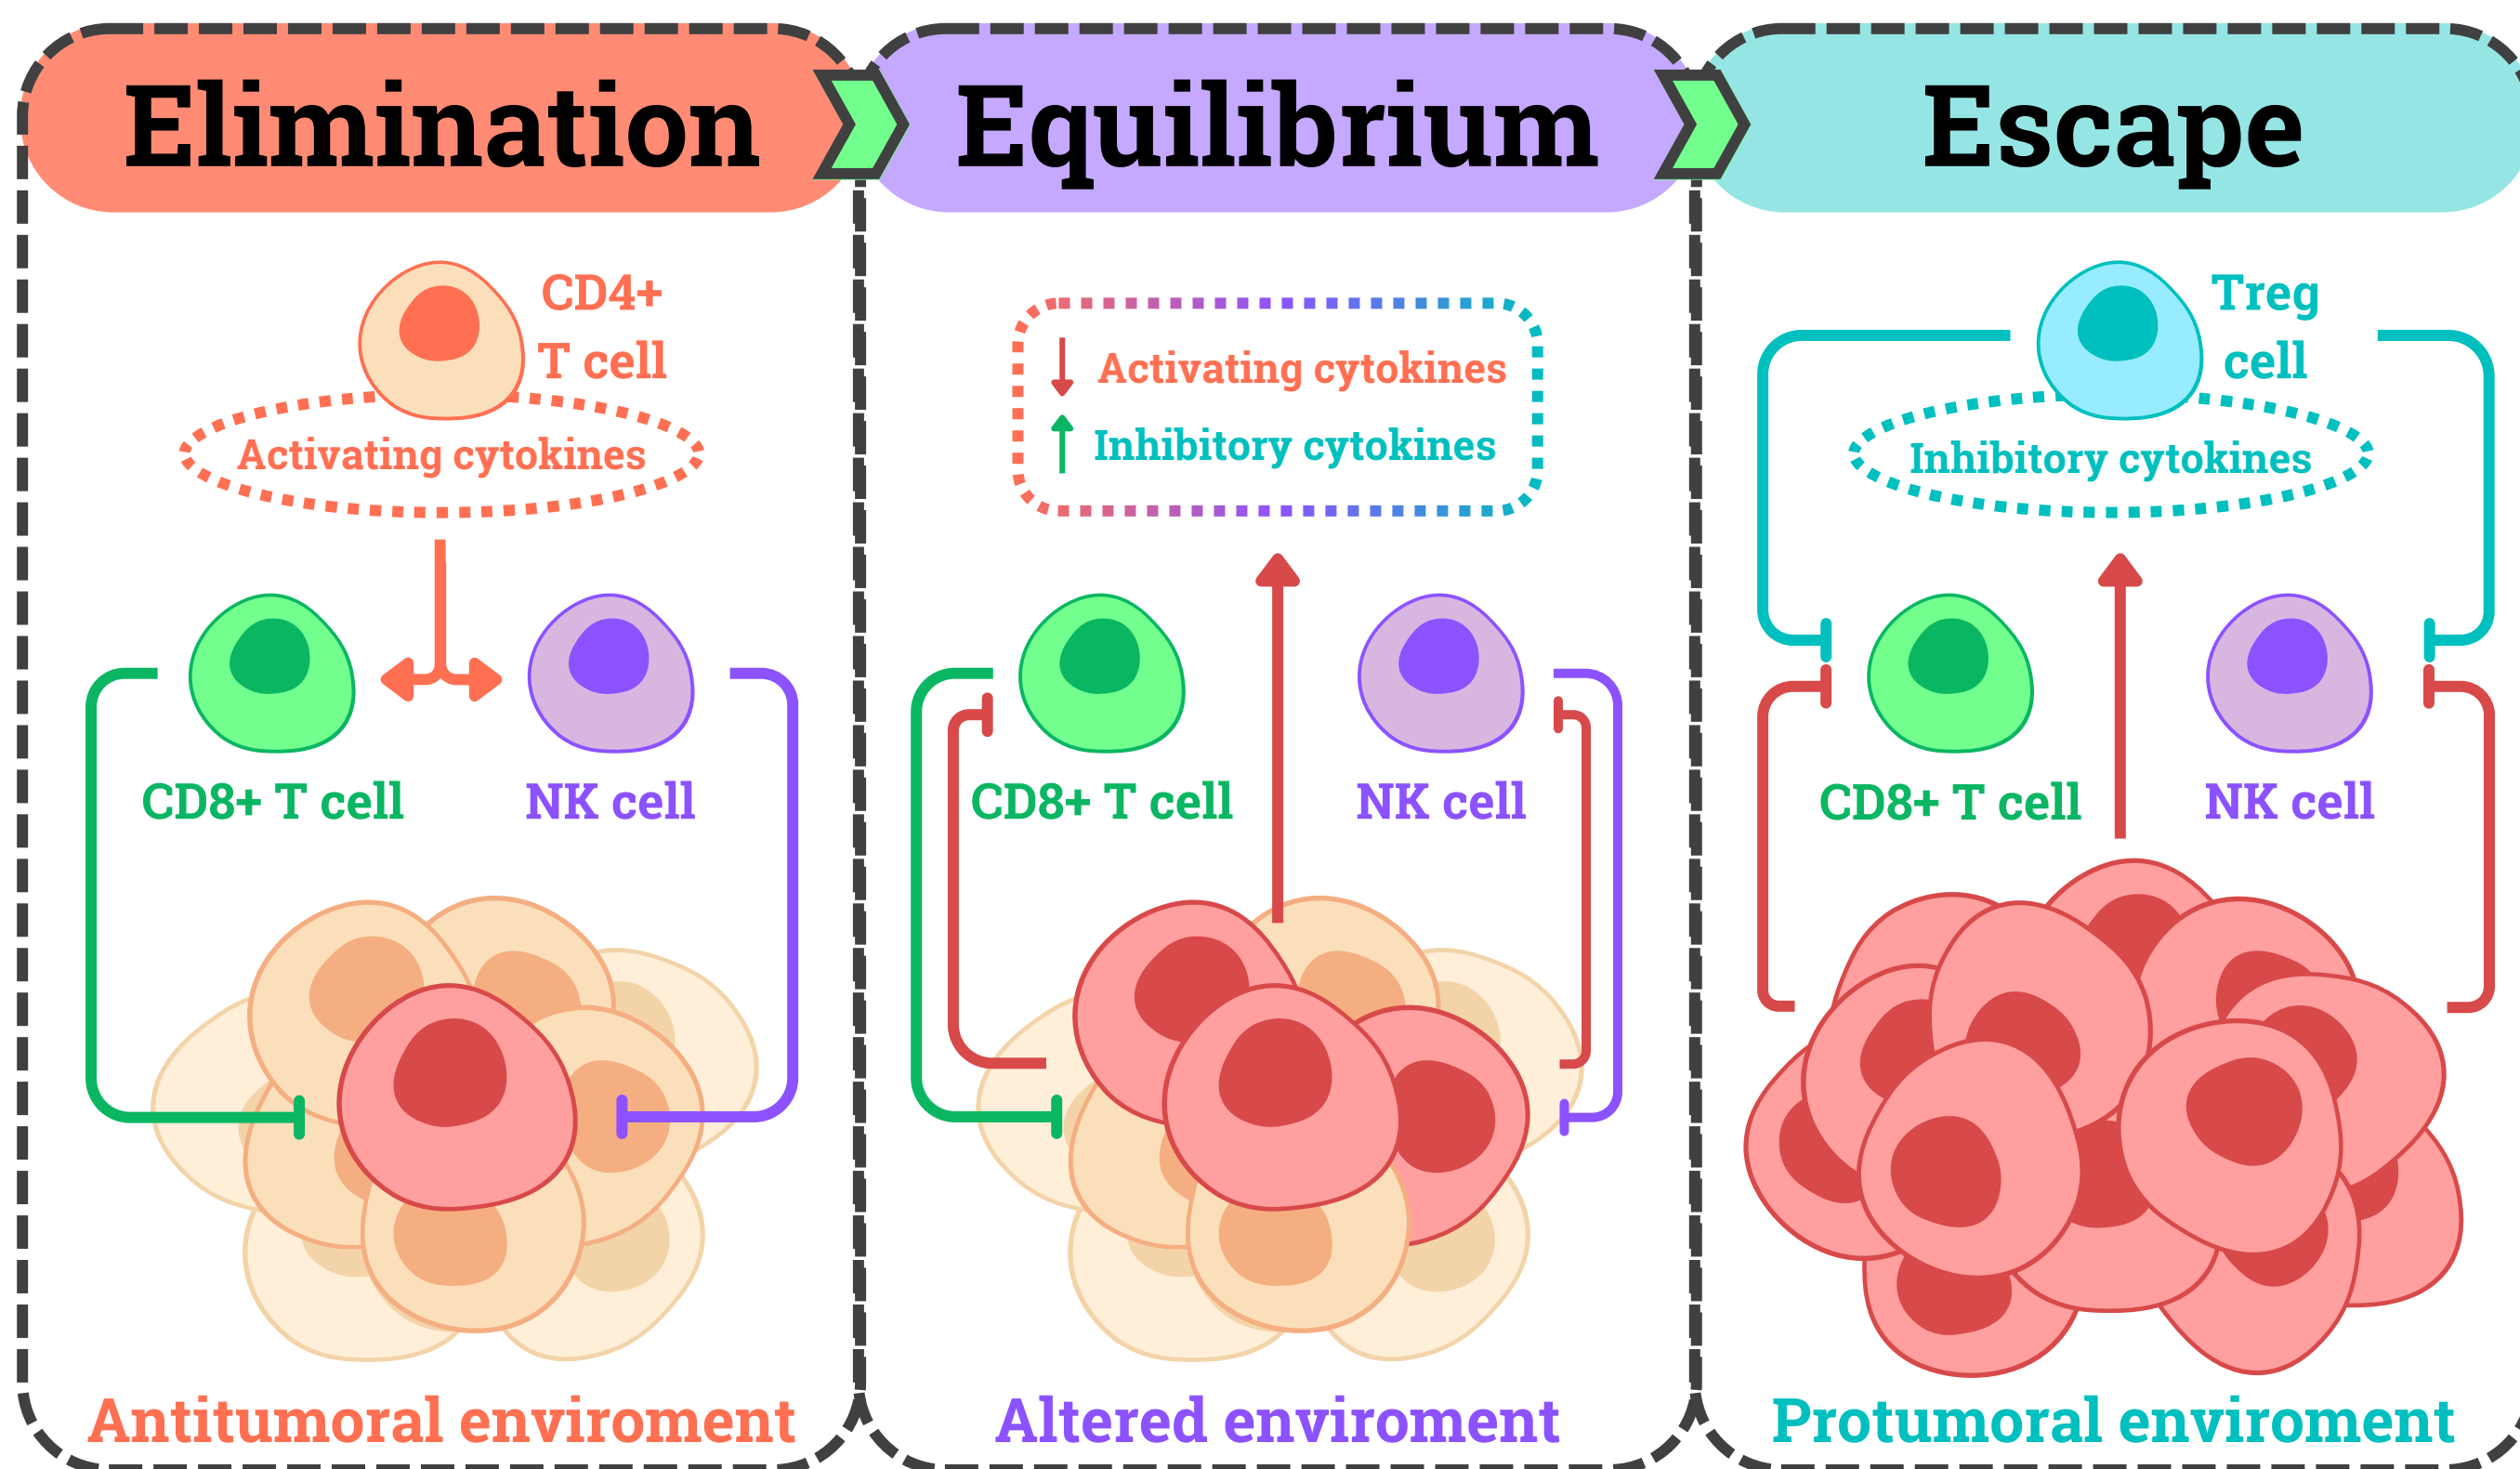 Elimination
CD4+
T cell
Activating cytokines
CD8+ T cell
NK cell
Antitumoral enviroment
Equilibrium
Activating cytokines
Inhibitory cytokines
CD8+ T cell
NK cell
Altered enviroment
Escape
Treg
cell
Inhibitory cytokines
CD8+ T cell
NK cell
Protumoral enviroment